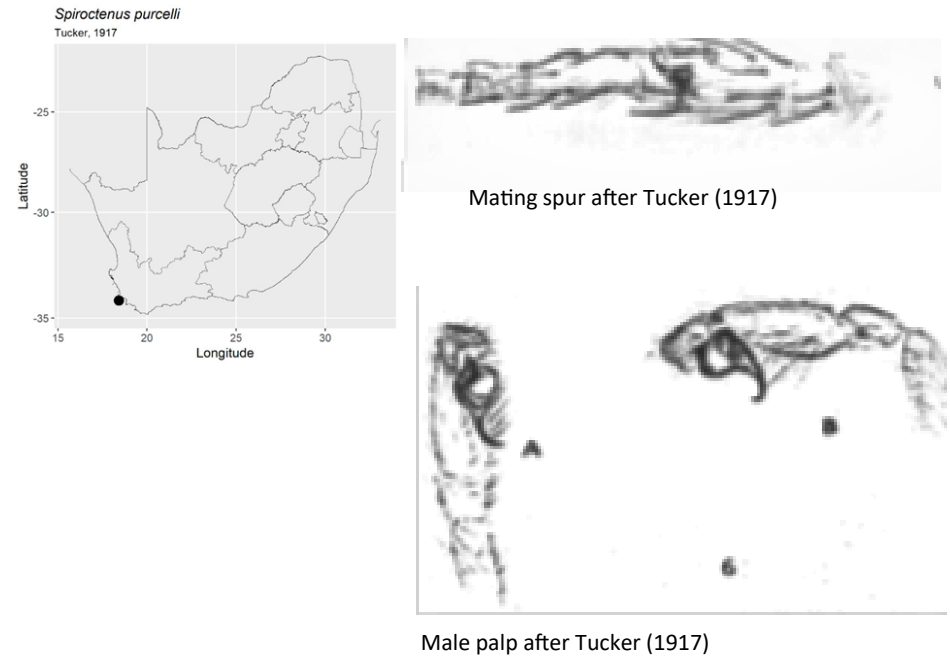 Spiroctenus purcelli
Tucker, 1917
-25
-30
-35
Latitude
15
20
25
30
Longitude
Mating spur after Tucker (1917)
A
B
6
Male palp after Tucker (1917)